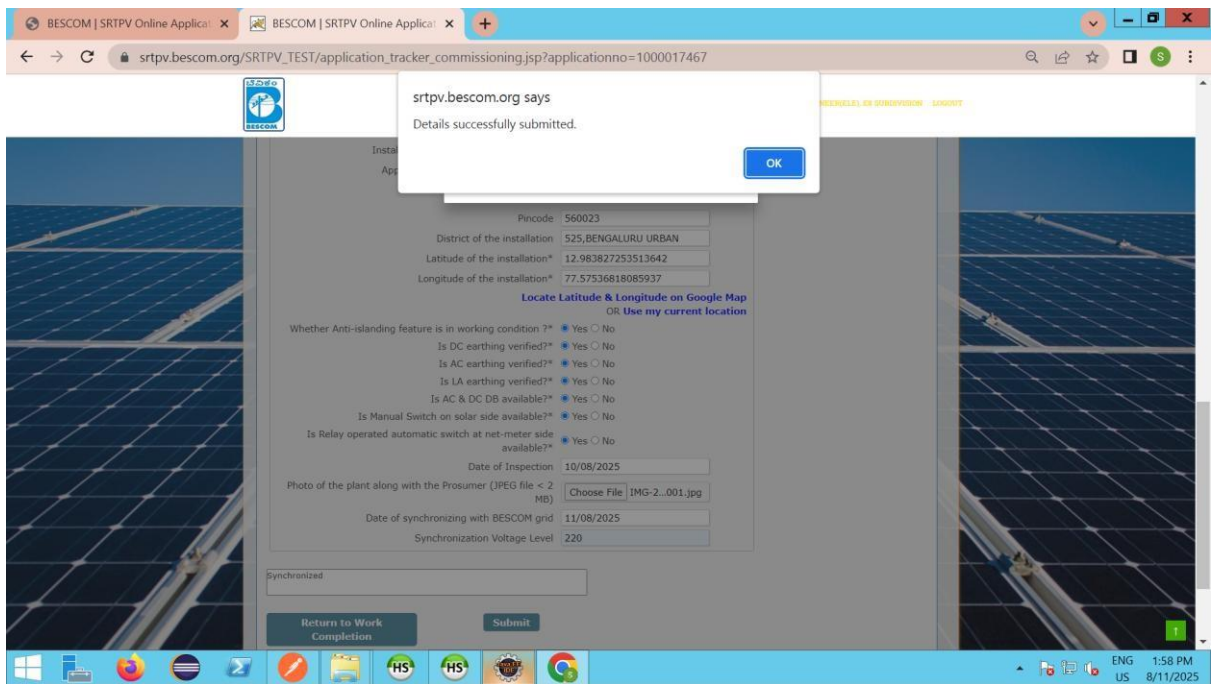 BESCOM | SRTPV Online Applicat
BESCOM | SRTPV Online Applicat
srtpv.bescom.org/SRTPV_TEST/application_tracker_commissioning.jsp?applicationno=1000017467
S
ಬೆವಿಕಂ
BESCOM
srtpv.bescom.org says
Details successfully submitted.
OK
SUBDIVISION LOGOUT
Instal
App
Pincode 560023
District of the installation 525,BENGALURU URBAN
Latitude of the installation* 12.983827253513642
Longitude of the installation* 77.57536818085937
Locate Latitude & Longitude on Google Map
OR Use my current location
Whether Anti-islanding feature is in working condition ?* Yes No
Is DC earthing verified?* Yes No
Is AC earthing verified?* Yes No
Is LA earthing verified?* Yes No
Is AC & DC DB available?* Yes No
Is Manual Switch on solar side available?* Yes No
Is Relay operated automatic switch at net-meter side
available?* Yes No
Date of Inspection 10/08/2025
Photo of the plant along with the Prosumer (JPEG file < 2
MB) Choose File IMG-2...001.jpg
Date of synchronizing with BESCOM grid 11/08/2025
Synchronization Voltage Level 220
Synchronized
Return to Work
Completion
Submit
HS HS
ENG 1:58 PM
US 8/11/2025